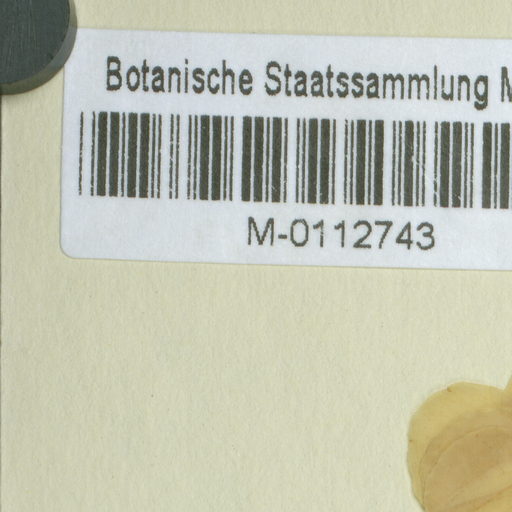 Botanische Staatssammlung M
M-0112743